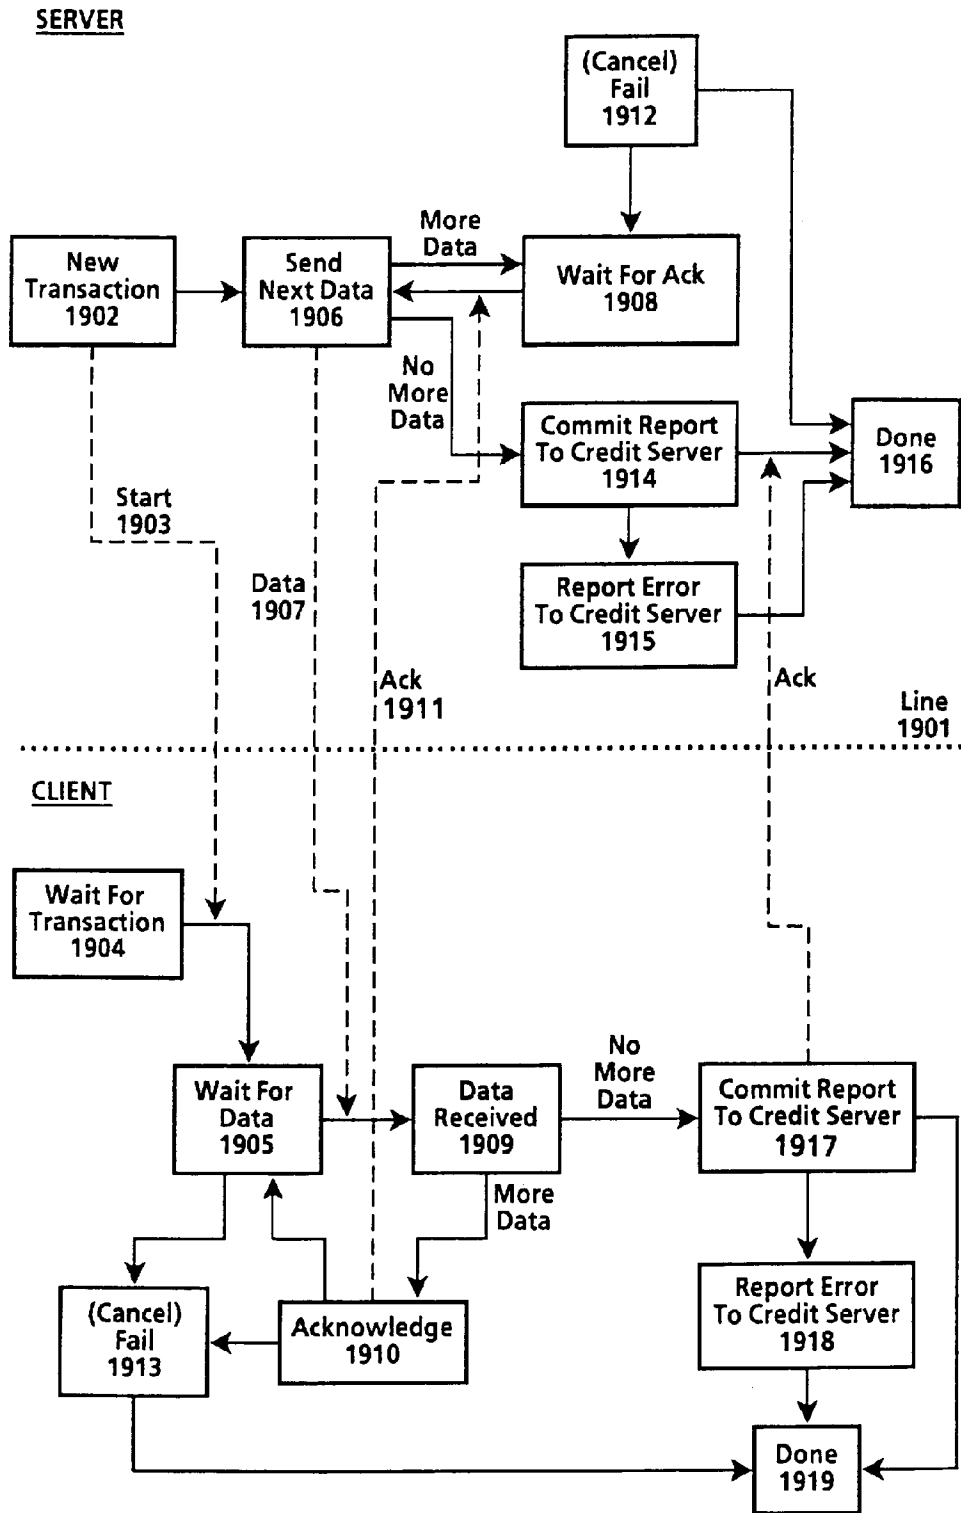 SERVER
(Cancel)
Fail
1912
More
Data
New
Transaction
1902
Send
Next Data
1906
Wait For Ack
1908
No
More
Data
Commit Report
To Credit Server
1914
Done
1916
Start
1903
Data
1907
Report Error
To Credit Server
1915
Ack
1911
Ack
Line
1901
CLIENT
Wait For
Transaction
1904
Wait For
Data
1905
Data
Received
1909
No
More
Data
Commit Report
To Credit Server
1917
More
Data
(Cancel)
Fail
1913
Acknowledge
1910
Report Error
To Credit Server
1918
Done
1919